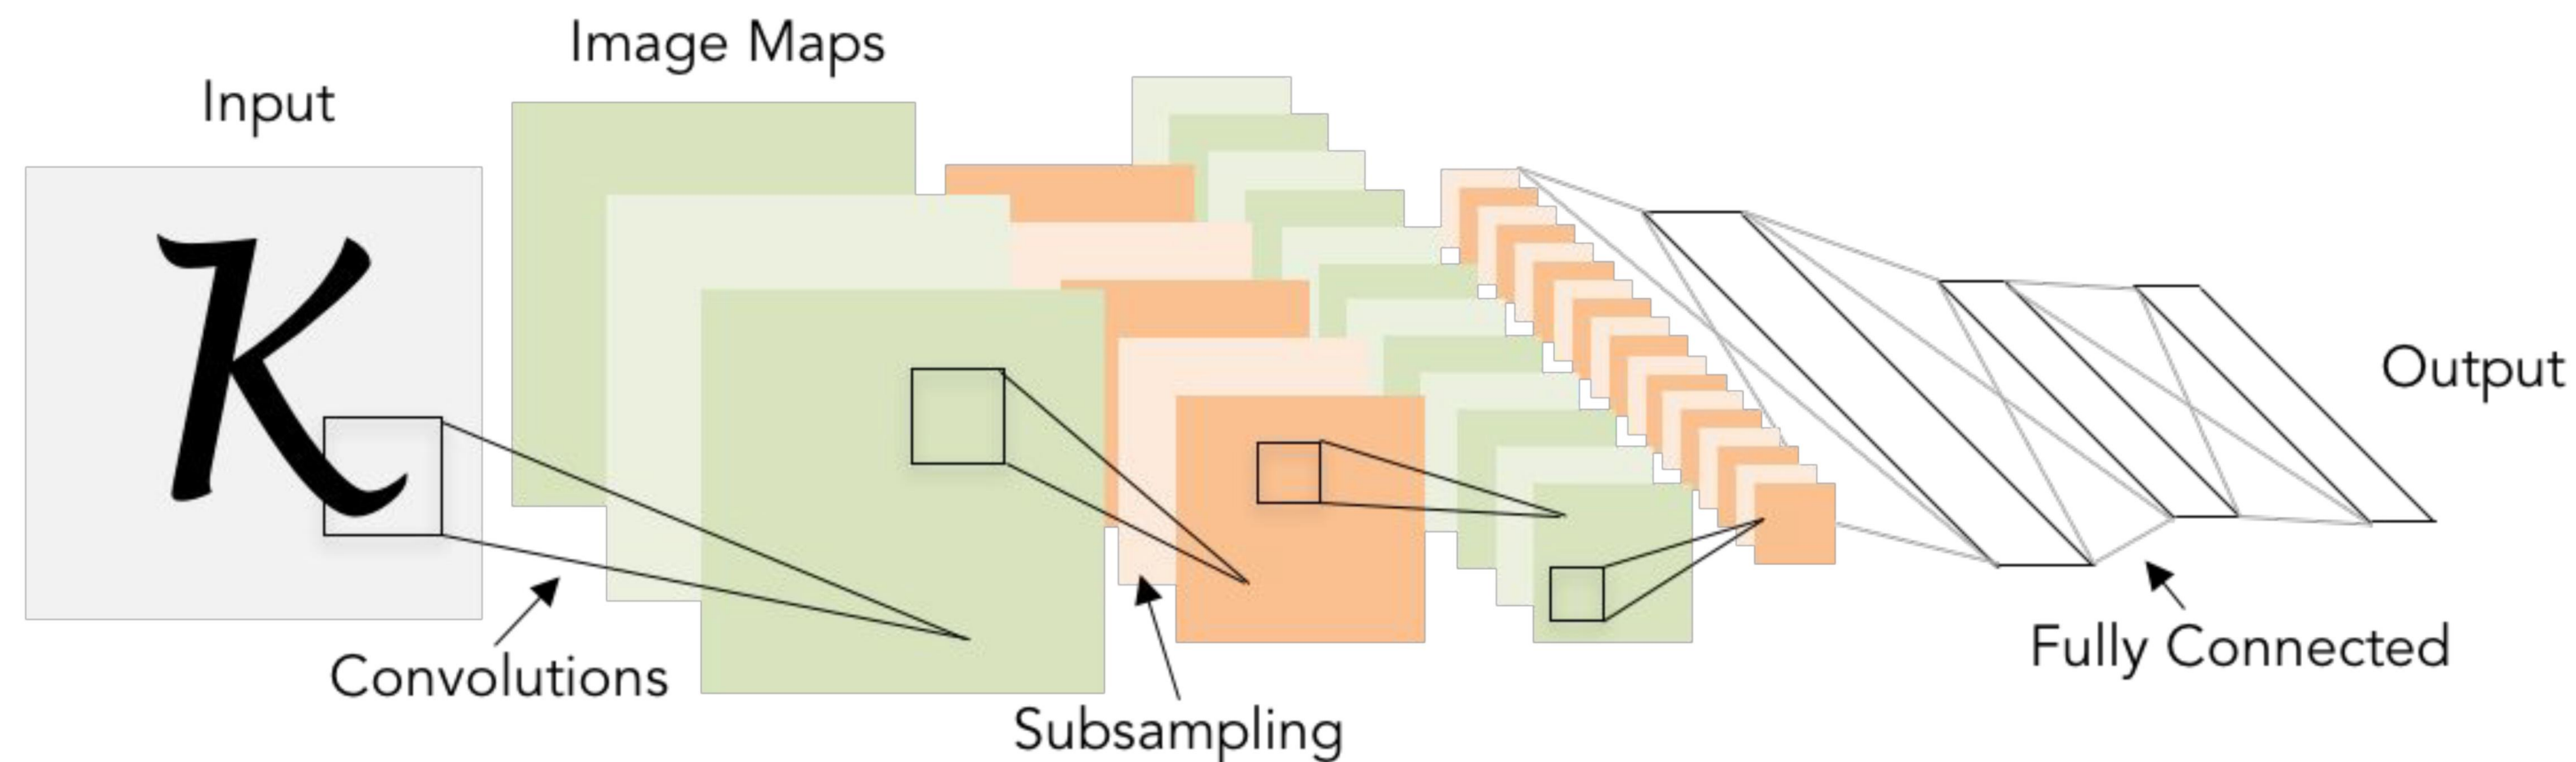 Image Maps
Input
K
Output
Convolutions
Fully Connected
Subsampling